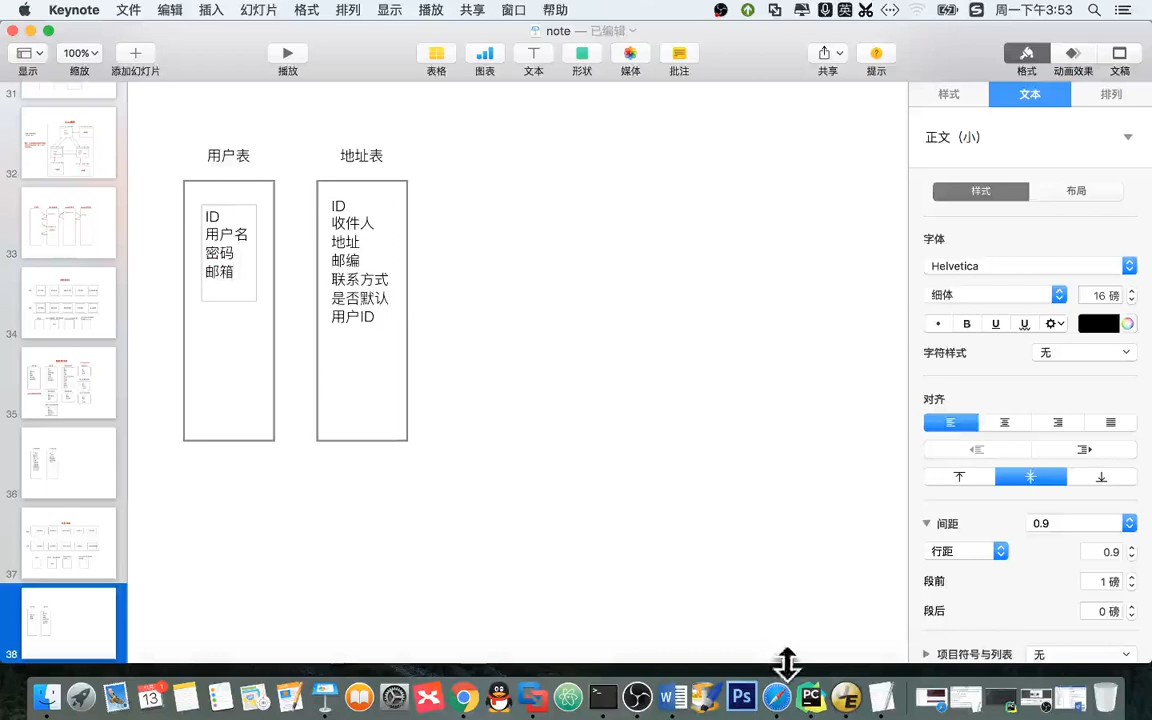 Keynote 文件 编辑 插入 幻灯片 格式 排列 显示 播放 共享 窗口 帮助
英 周一下午3:53
note — 已编辑
100%
显示 缩放 添加幻灯片 播放 表格 图表 文本 形状 媒体 批注 共享 提示 格式 动画效果 文稿
样式 文本 排列
31
32
33
34
35
36
37
38
用户表
ID
用户名
密码
邮箱
地址表
ID
收件人
地址
邮编
联系方式
是否默认
用户ID
正文（小）
样式 布局
字体
Helvetica
细体 16 磅
B U U
字符样式 无
对齐
间距 0.9
行距 0.9
段前 1 磅
段后 0 磅
项目符号与列表 无
13
W Ps PC